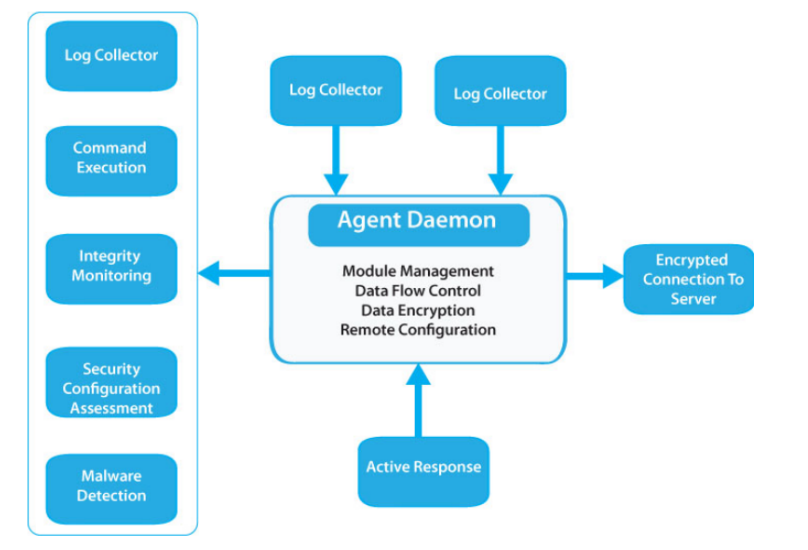 Log Collector
Command
Execution
Integrity
Monitoring
Security
Configuration
Assessment
Malware
Detection
Log Collector
Log Collector
Agent Daemon
Module Management
Data Flow Control
Data Encryption
Remote Configuration
Encrypted
Connection To
Server
Active Response